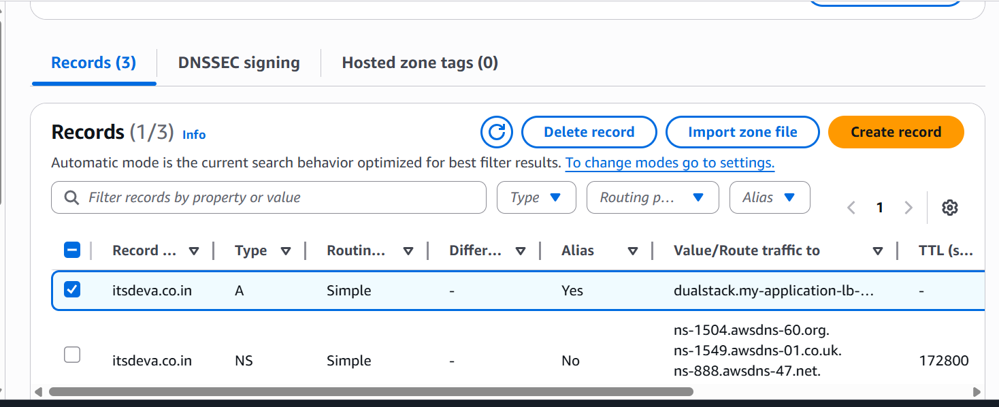 Records (3)
DNSSEC signing
Hosted zone tags (0)
Records (1/3) Info
Delete record
Import zone file
Create record
Automatic mode is the current search behavior optimized for best filter results. To change modes go to settings.
Filter records by property or value
Type
Routing p...
Alias
1
Record ... Type Routin... Differ... Alias Value/Route traffic to TTL (s...
itsdeva.co.in A Simple - Yes dualstack.my-application-lb-... -
ns-1504.awsdns-60.org.
ns-1549.awsdns-01.co.uk.
itsdeva.co.in NS Simple - No 172800
ns-888.awsdns-47.net.